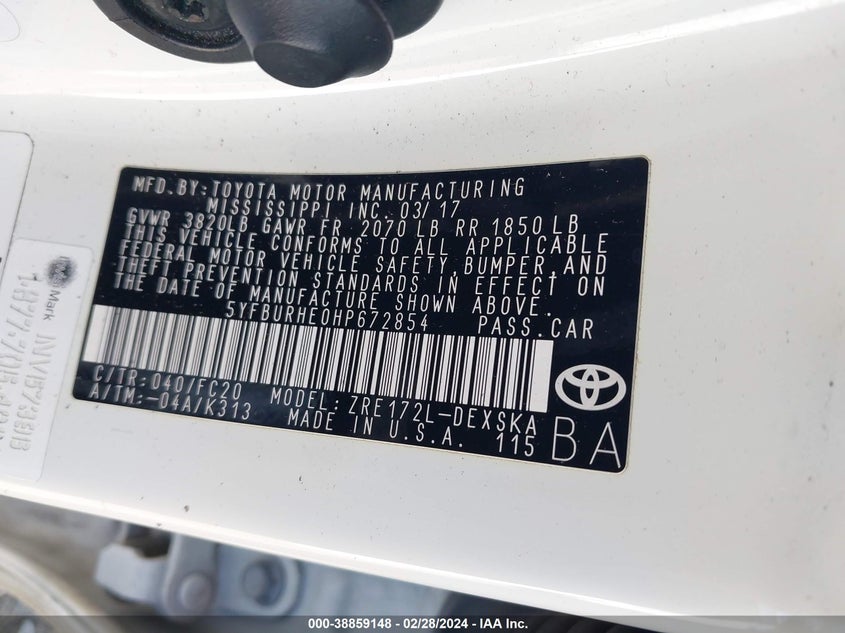 MFD.BY:TOYOTA MOTOR MANUFACTURING
MISSISSIPPI INC. 03/17
GVWR 3820LB GAWR FR 2070 LB RR 1850 LB
THIS VEHICLE CONFORMS TO ALL APPLICABLE
FEDERAL MOTOR VEHICLE SAFETY,BUMPER,AND
THEFT PREVENTION STANDARDS IN EFFECT ON
THE DATE OF MANUFACTURE SHOWN ABOVE.
5YFBURHE0HP672854 PASS.CAR
C/TR:040/FC20
MODEL:ZRE172L-DEXSKA
A/TM:-04A/K313
MADE IN U.S.A. 115
BA
Mark
000-38859148 - 02/28/2024 - IAA Inc.